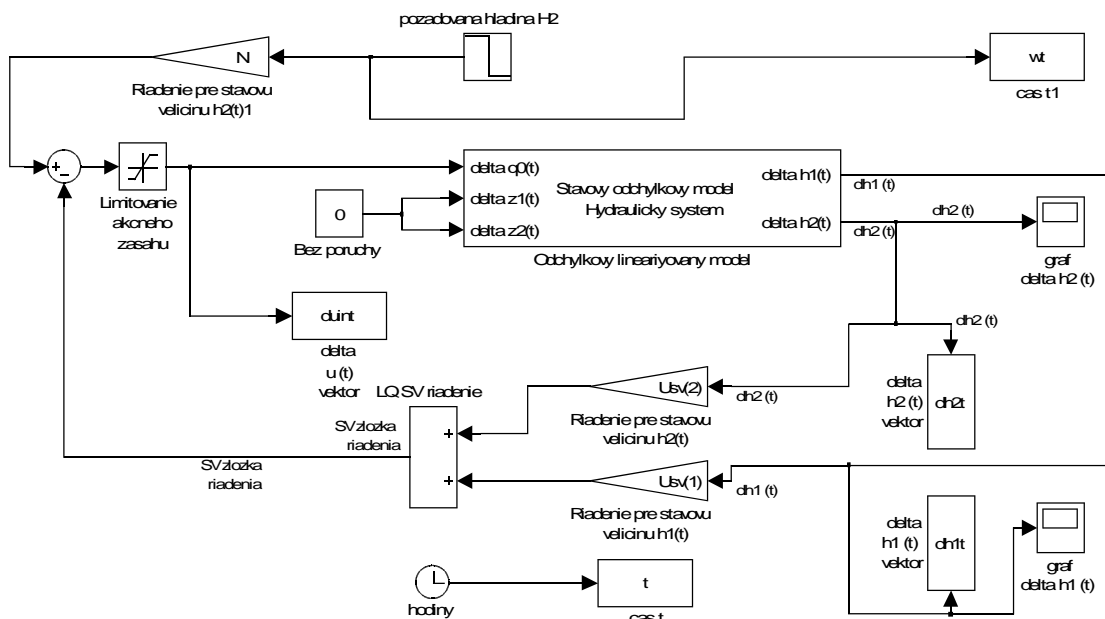 pozadovana hladina H2
N
Riadenie pre stavovu
velicinu h2(t)1
wt
cas t1
+
−
Limitovanie
akcneho
zasahu
0
Bez poruchy
delta q0(t)
delta z1(t)
delta z2(t)
Stavovy odchylkovy model
Hydraulicky system
delta h1(t)
delta h2(t)
Odchylkovy lineariyovany model
dh1 (t)
dh2 (t)
dh2 (t)
graf
delta h2 (t)
duint
delta
u (t)
vektor
dh2 (t)
delta
h2 (t)
vektor
dh2t
LQ SV riadenie
+
+
SV zlozka
riadenia
SV zlozka
riadenia
Usv(2)
dh2 (t)
Riadenie pre stavovu
velicinu h2(t)
Usv(1)
dh1 (t)
Riadenie pre stavovu
velicinu h1(t)
delta
h1 (t)
vektor
dh1t
graf
delta h1 (t)
hodiny
t
cas t